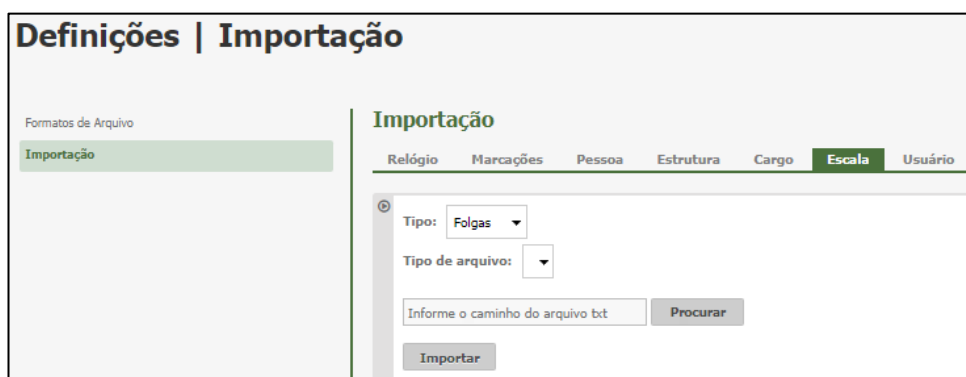 Definições | Importação
Formatos de Arquivo
Importação
Importação
Relógio Marcações Pessoa Estrutura Cargo Escala Usuário
Tipo: Folgas
Tipo de arquivo:
Informe o caminho do arquivo txt Procurar
Importar